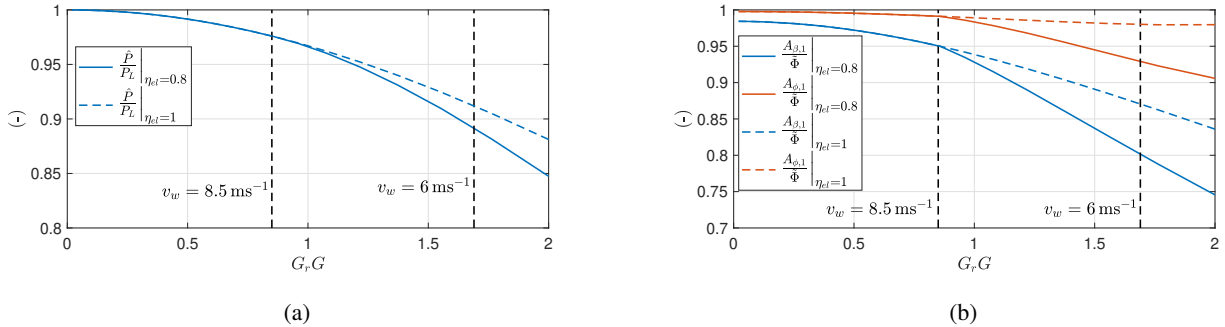 1
0.95
0.9
0.85
0.8
(-)
P̂/P_L|η_el=0.8
P̂/P_L|η_el=1
v_w = 8.5 ms⁻¹
v_w = 6 ms⁻¹
0 0.5 1 1.5 2
G_rG
(a)
1
0.95
0.9
0.85
0.8
0.75
0.7
(-)
A_β,1/Φ̃|η_el=0.8
A_ϕ,1/Φ̃|η_el=0.8
A_β,1/Φ̃|η_el=1
A_ϕ,1/Φ̃|η_el=1
v_w = 8.5 ms⁻¹
v_w = 6 ms⁻¹
0 0.5 1 1.5 2
G_rG
(b)